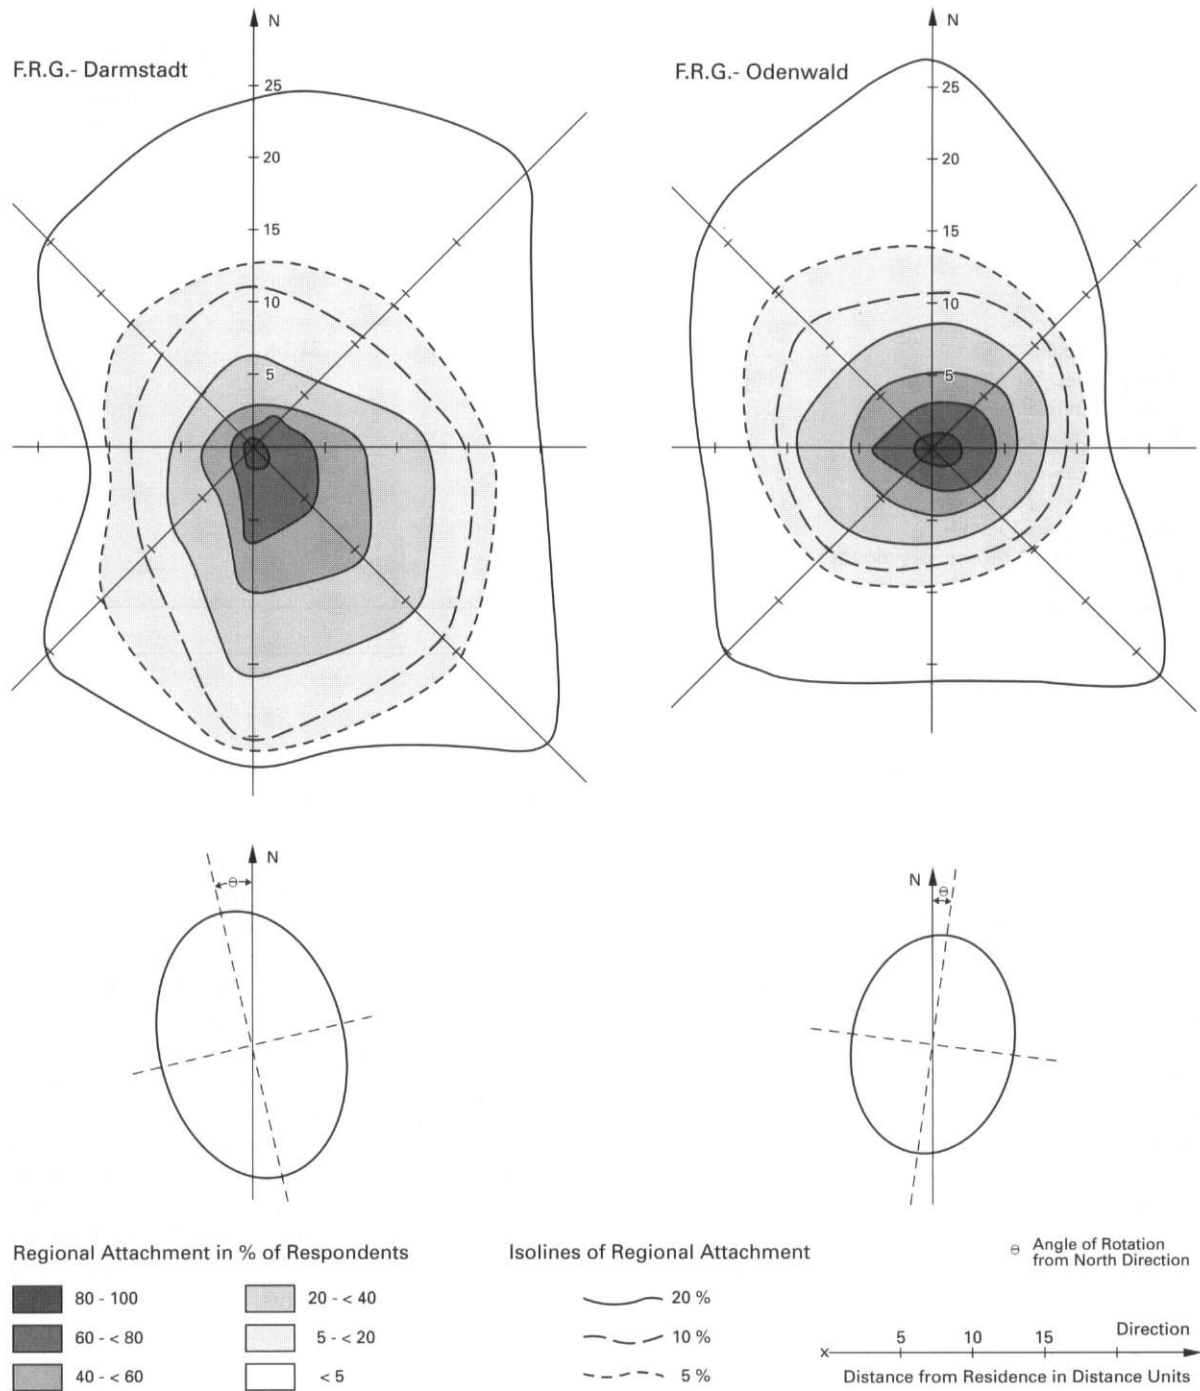 N
N
F.R.G.- Darmstadt
F.R.G.- Odenwald
25
20
15
10
5
25
20
15
10
5
N
θ
N
θ
Regional Attachment in % of Respondents
80 - 100
60 - < 80
40 - < 60
20 - < 40
5 - < 20
< 5
Isolines of Regional Attachment
20 %
10 %
5 %
θ Angle of Rotation
from North Direction
5 10 15 Direction
x
Distance from Residence in Distance Units